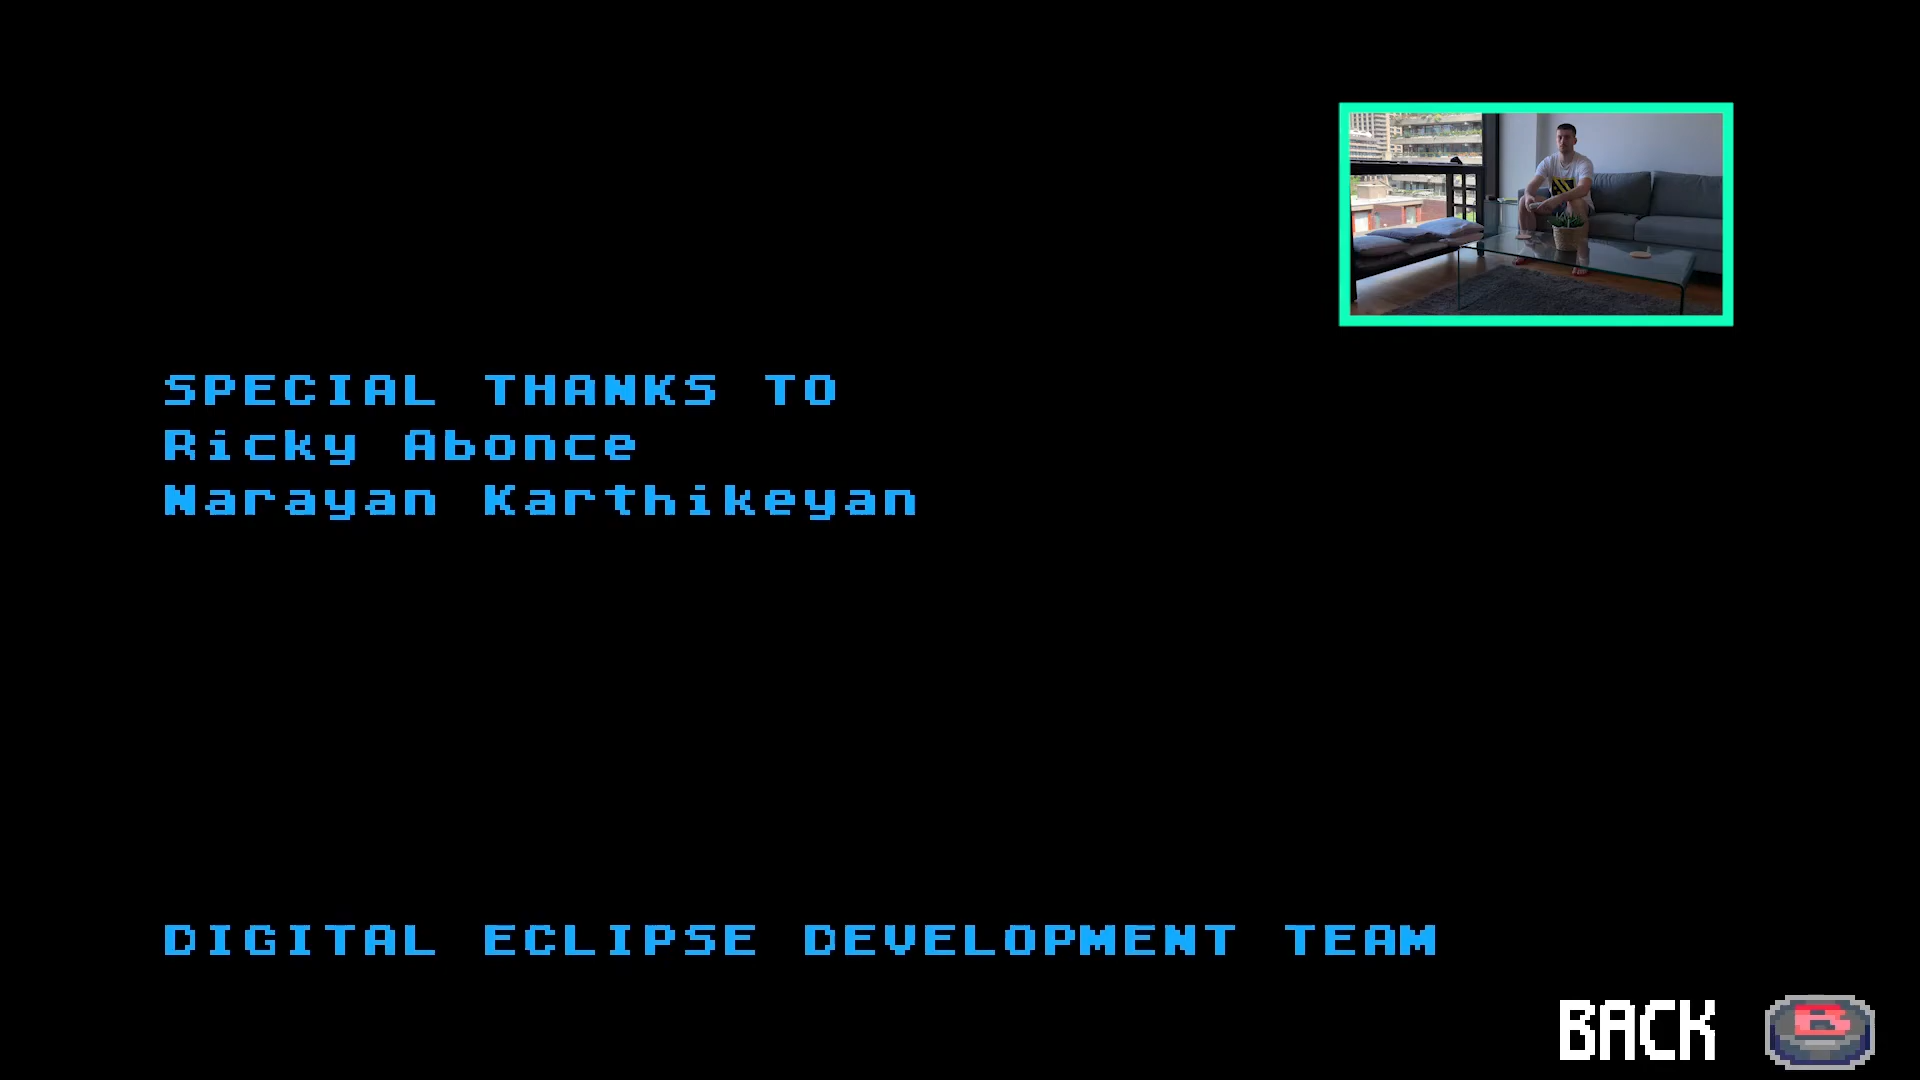 SPECIAL THANKS TO
Ricky Abonce
Narayan Karthikeyan
DIGITAL ECLIPSE DEVELOPMENT TEAM
BACK B